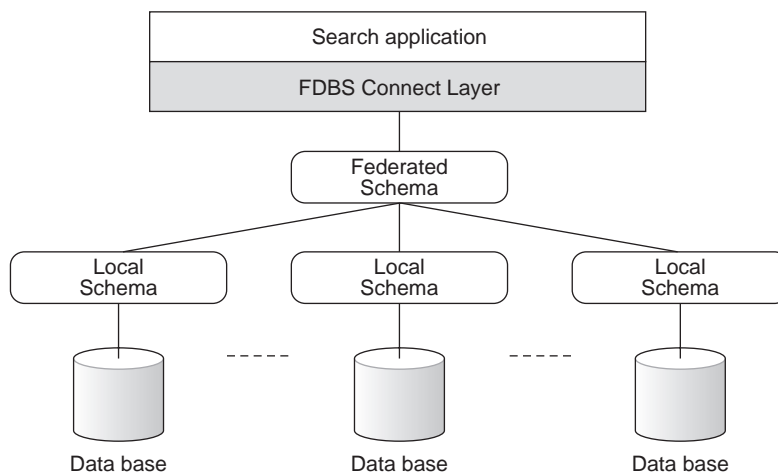 Search application
FDBS Connect Layer
Federated
Schema
Local
Schema
Local
Schema
Local
Schema
Data base
Data base
Data base